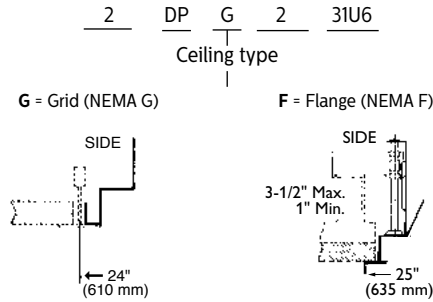 2 DP G 2 31U6
Ceiling type
G = Grid (NEMA G) F = Flange (NEMA F)
SIDE SIDE
3-1/2" Max.
1" Min.
24" 25"
(610 mm) (635 mm)